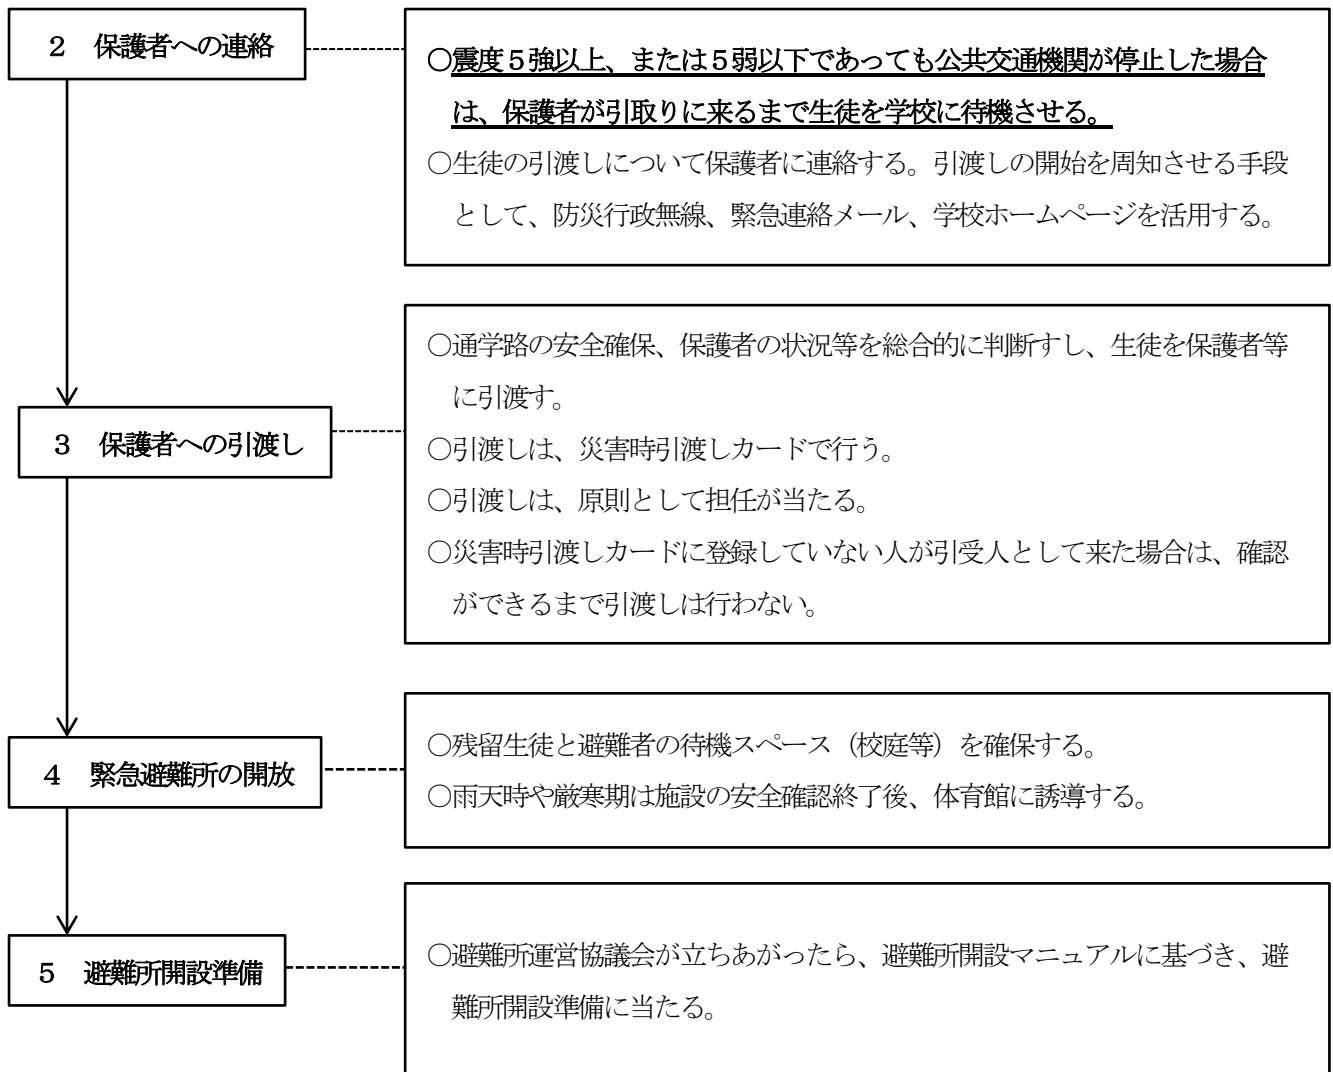 ２　保護者への連絡
○震度５強以上、または５弱以下であっても公共交通機関が停止した場合
は、保護者が引取りに来るまで生徒を学校に待機させる。
○生徒の引渡しについて保護者に連絡する。引渡しの開始を周知させる手段
として、防災行政無線、緊急連絡メール、学校ホームページを活用する。
３　保護者への引渡し
○通学路の安全確保、保護者の状況等を総合的に判断すし、生徒を保護者等
に引渡す。
○引渡しは、災害時引渡しカードで行う。
○引渡しは、原則として担任が当たる。
○災害時引渡しカードに登録していない人が引受人として来た場合は、確認
ができるまで引渡しは行わない。
４　緊急避難所の開放
○残留生徒と避難者の待機スペース（校庭等）を確保する。
○雨天時や厳寒期は施設の安全確認終了後、体育館に誘導する。
５　避難所開設準備
○避難所運営協議会が立ちあがったら、避難所開設マニュアルに基づき、避
難所開設準備に当たる。